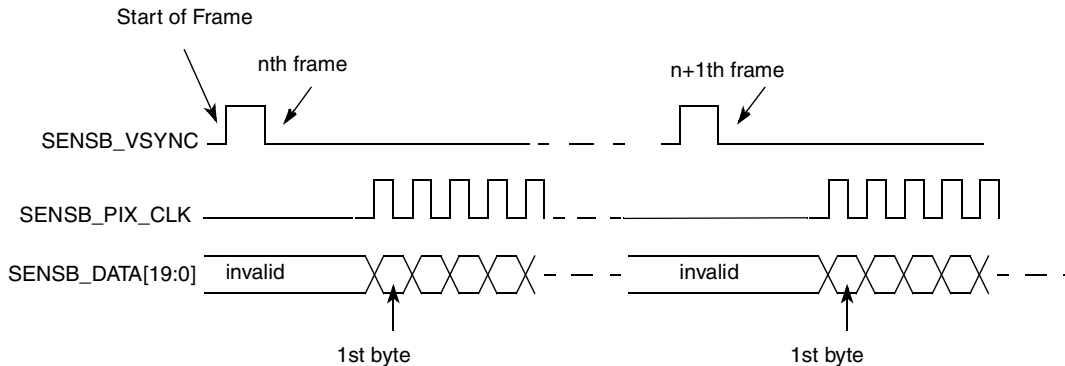 Start of Frame
nth frame
n+1th frame
SENSB_VSYNC
SENSB_PIX_CLK
SENSB_DATA[19:0]
invalid
invalid
1st byte
1st byte